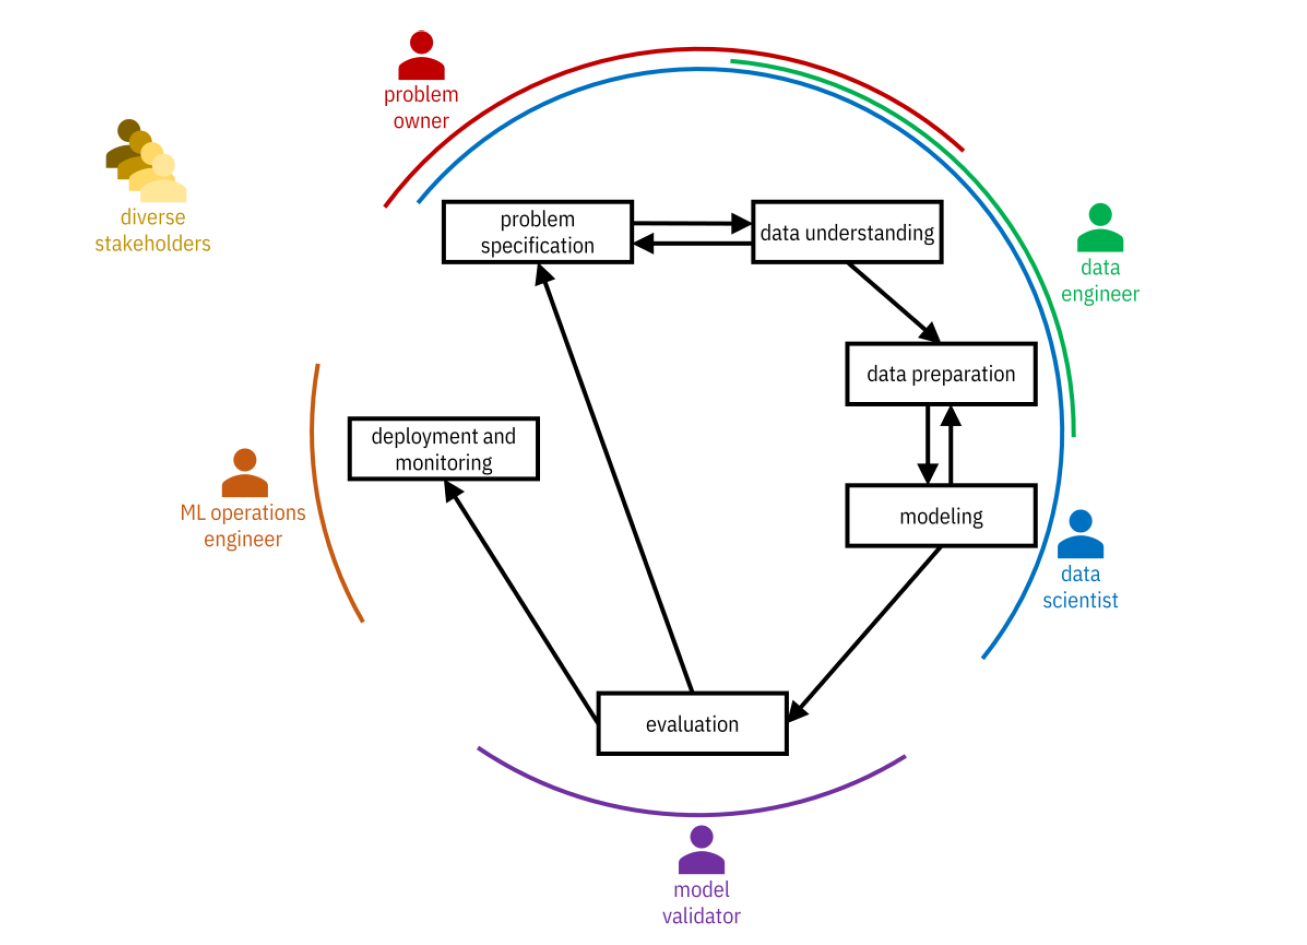 problem
owner
diverse
stakeholders
problem
specification
data understanding
data
engineer
data preparation
deployment and
monitoring
ML operations
engineer
modeling
data
scientist
evaluation
model
validator